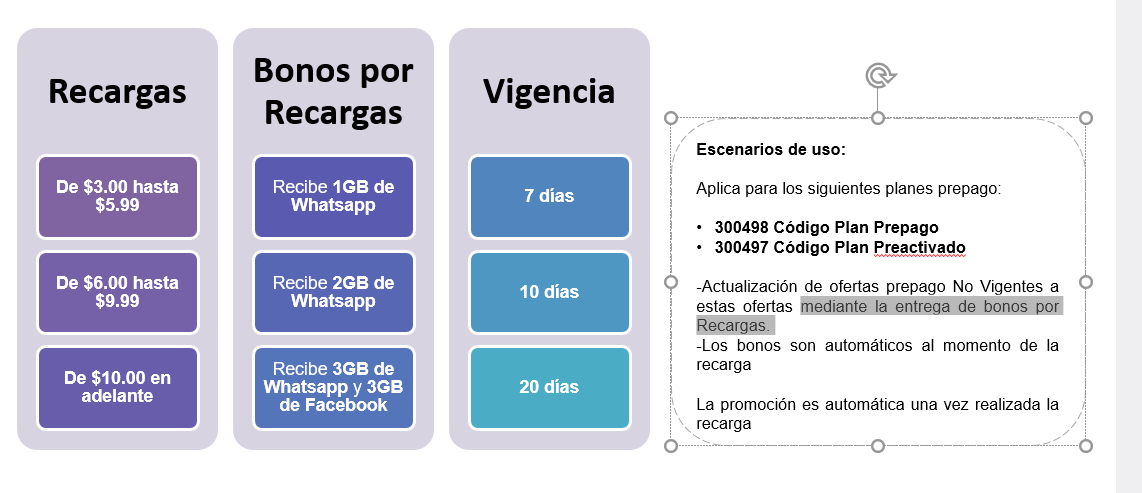 Recargas
De $3.00 hasta
$5.99
De $6.00 hasta
$9.99
De $10.00 en
adelante
Bonos por
Recargas
Recibe 1GB de
Whatsapp
Recibe 2GB de
Whatsapp
Recibe 3GB de
Whatsapp y 3GB
de Facebook
Vigencia
7 días
10 días
20 días
Escenarios de uso:
Aplica para los siguientes planes prepago:
• 300498 Código Plan Prepago
• 300497 Código Plan Preactivado
-Actualización de ofertas prepago No Vigentes a
estas ofertas mediante la entrega de bonos por
Recargas.
-Los bonos son automáticos al momento de la
recarga
La promoción es automática una vez realizada la
recarga